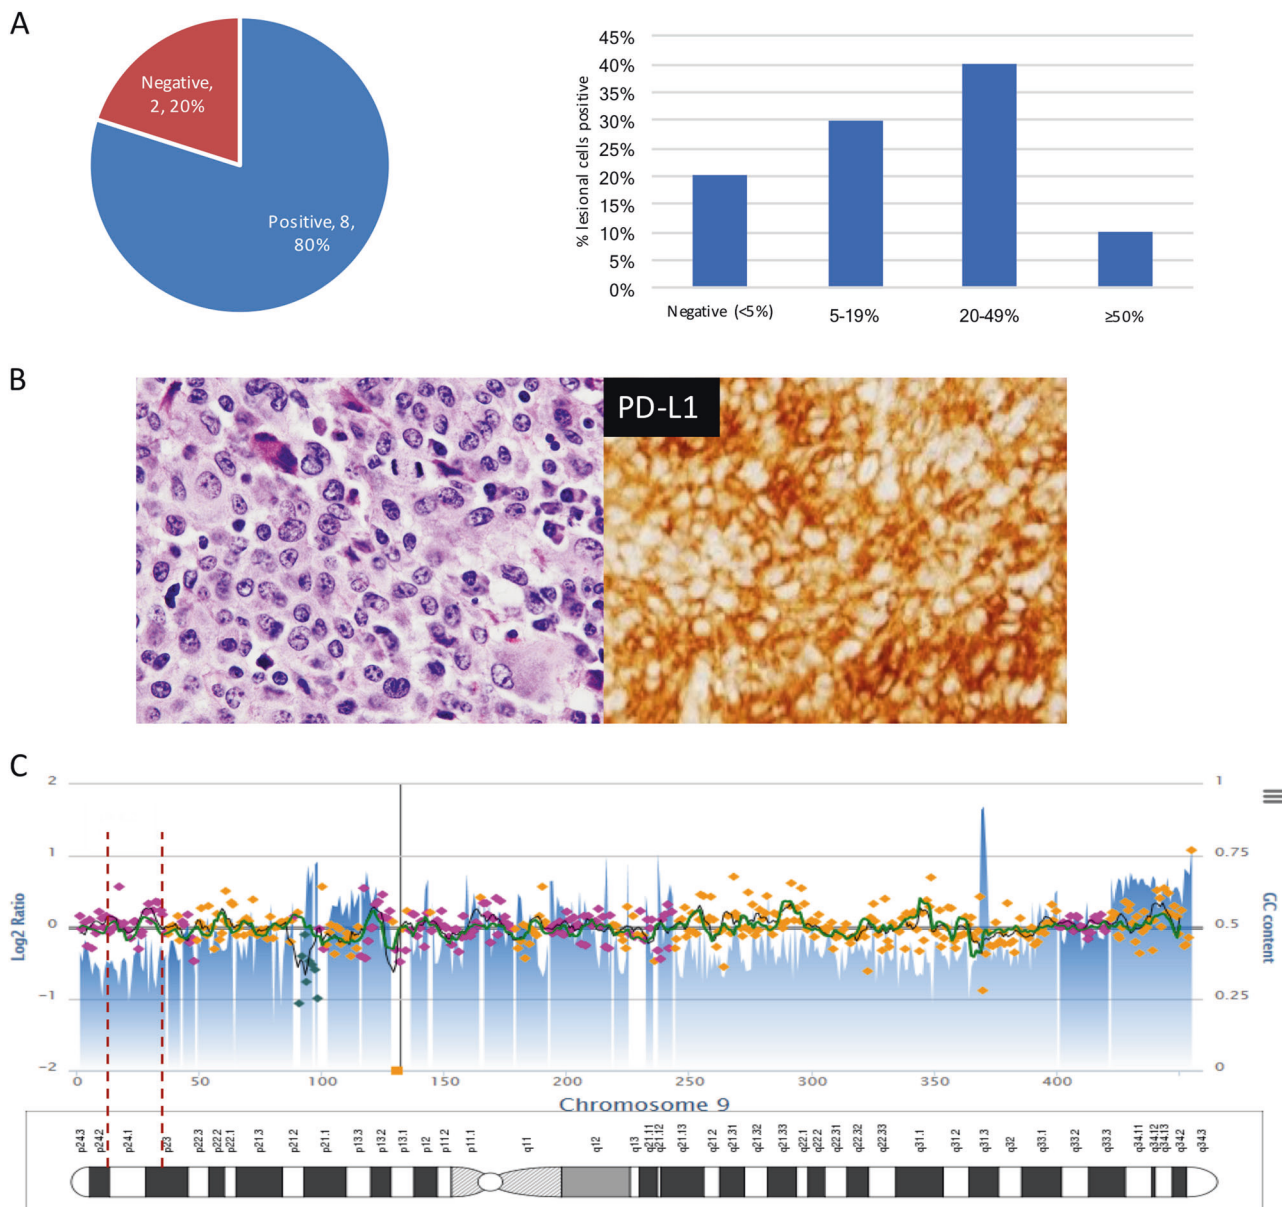 A
Negative,
2, 20%
Positive, 8,
80%
% lesional cells positive
45%
40%
35%
30%
25%
20%
15%
10%
5%
0%
Negative (<5%)
5-19%
20-49%
≥50%
B
PD-L1
C
Log2 Ratio
2
1
0
−1
−2
1
0.75
0.5
0.25
0
GC content
0
50
100
150
200
250
300
350
400
Chromosome 9
p24.3
p24.2
p24.1
p23
p22.3
p22.2
p22.1
p21.3
p21.2
p21.1
p13.3
p13.2
p13.1
p12
p11.2
p11.1
q11
q12
q13
q21.11
q21.12
q21.13
q21.2
q21.31
q21.32
q21.33
q22.1
q22.2
q22.31
q22.32
q22.33
q31.1
q31.2
q31.3
q32
q33.1
q33.2
q33.3
q34.11
q34.12
q34.13
q34.2
q34.3